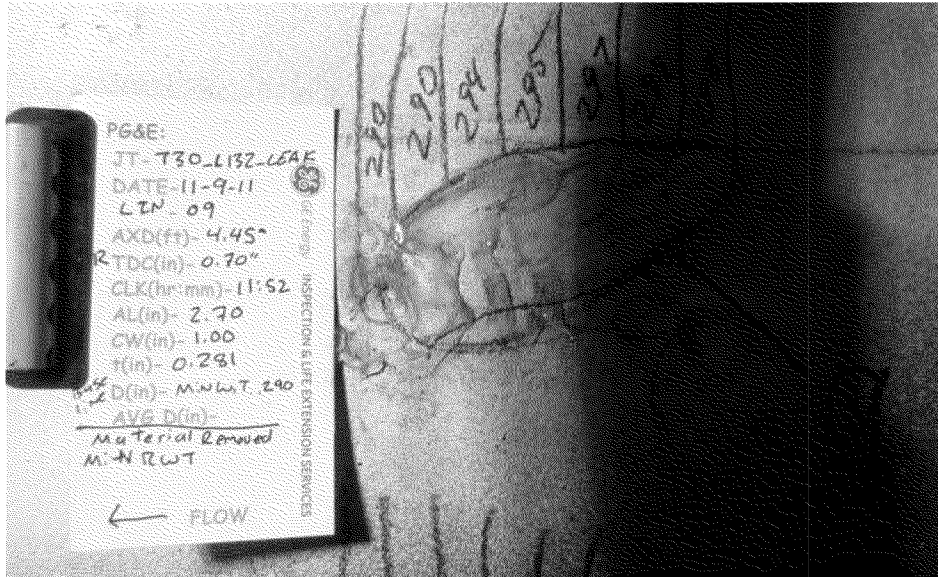 PG&E:
JT- T30_L132_LEAK
DATE- 11-9-11
LIN - 09
AXD(ft)- 4.45"
TDC(in)- 0.70"
CLK(hr:mm)- 11:52
AL(in)- 2.70
CW(in)- 1.00
t(in)- 0.281
D(in)- MinWT .290
AVG D(in)-
Material Removed
MiN RWT
← FLOW
GE Energy INSPECTION & LIFE EXTENSION SERVICES
280
290
294
295
297